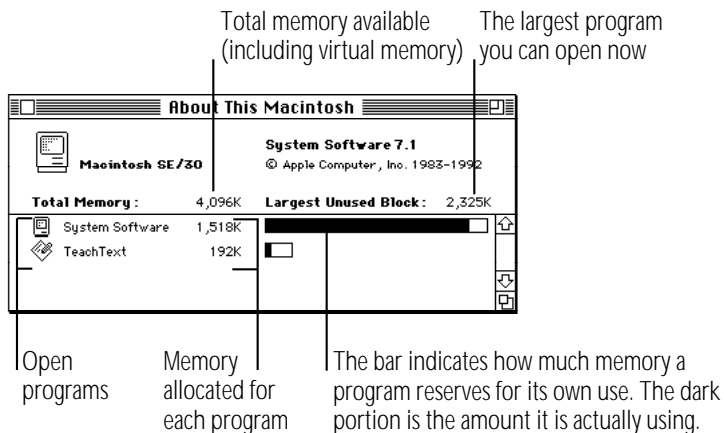 Total memory available
(including virtual memory)
The largest program
you can open now
About This Macintosh
Macintosh SE/30
System Software 7.1
© Apple Computer, Inc. 1983-1992
Total Memory : 4,096K Largest Unused Block : 2,325K
System Software 1,518K
TeachText 192K
Open
programs
Memory
allocated for
each program
The bar indicates how much memory a
program reserves for its own use. The dark
portion is the amount it is actually using.